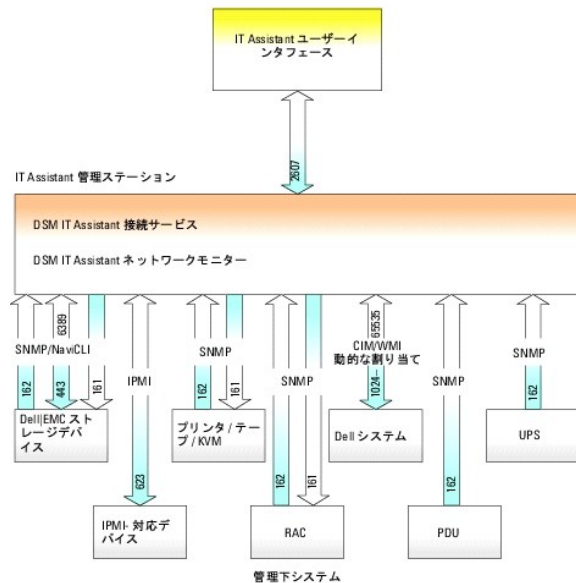 IT Assistant ユーザーイ
ンタフェース
2607
IT Assistant 管理ステーション
DSM IT Assistant 接続サービス
DSM IT Assistant ネットワークモニター
6389
65535
SNMP/NaviCLI
IPMI
SNMP
SNMP
CIM/WMI
動的な割り当て
SNMP
SNMP
162
443
161
162
161
1024–
162
Dell|EMC スト
レージデバ
イス
プリンタ / テープ
/ KVM
Dell システム
UPS
623
162
161
162
IPMI- 対応デ
バイス
RAC
PDU
管理下システム